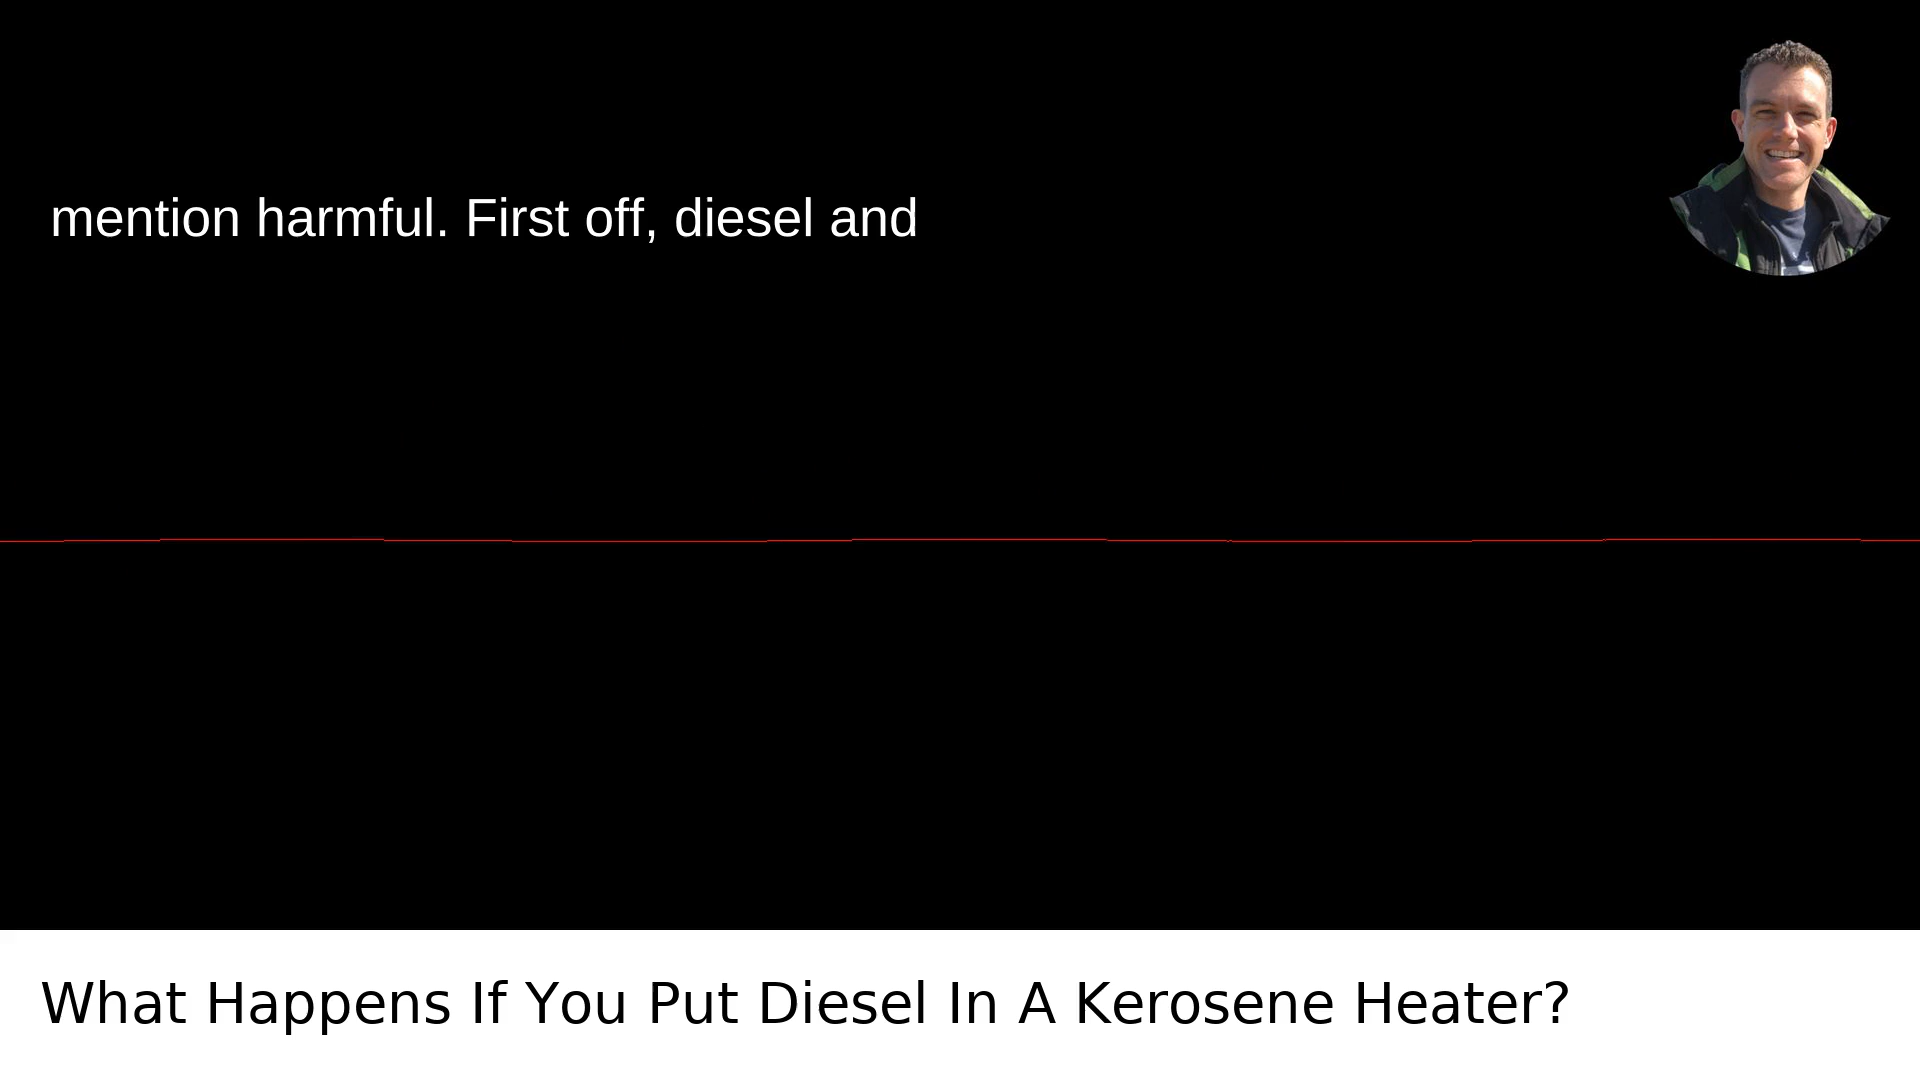 mention harmful. First off, diesel and
What Happens If You Put Diesel In A Kerosene Heater?